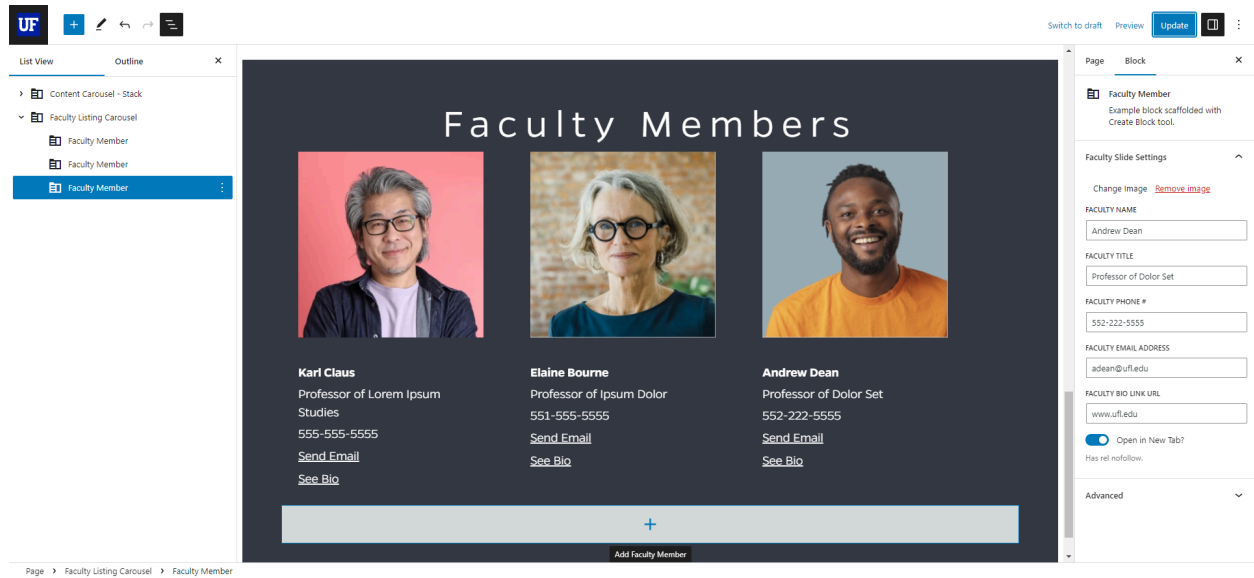 UF
Switch to draft Preview Update
List View Outline
Content Carousel - Stack
Faculty Listing Carousel
Faculty Member
Faculty Member
Faculty Member
Faculty Members
Karl Claus
Professor of Lorem Ipsum
Studies
555-555-5555
Send Email
See Bio
Elaine Bourne
Professor of Ipsum Dolor
551-555-5555
Send Email
See Bio
Andrew Dean
Professor of Dolor Set
552-222-5555
Send Email
See Bio
Add Faculty Member
Page Block
Faculty Member
Example block scaffolded with
Create Block tool.
Faculty Slide Settings
Change Image Remove image
FACULTY NAME
Andrew Dean
FACULTY TITLE
Professor of Dolor Set
FACULTY PHONE #
552-222-5555
FACULTY EMAIL ADDRESS
adean@ufl.edu
FACULTY BIO LINK URL
www.ufl.edu
Open in New Tab?
Has rel nofollow.
Advanced
Page > Faculty Listing Carousel > Faculty Member